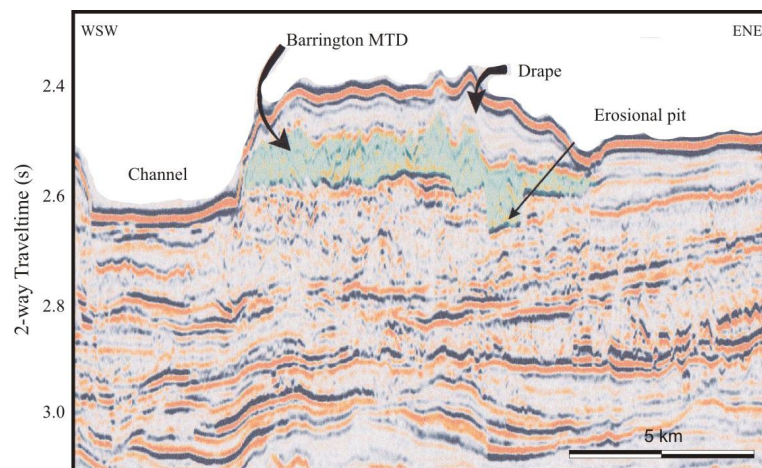 WSW
ENE
Barrington MTD
Drape
Erosional pit
Channel
2-way Traveltime (s)
2.4
2.6
2.8
3.0
5 km